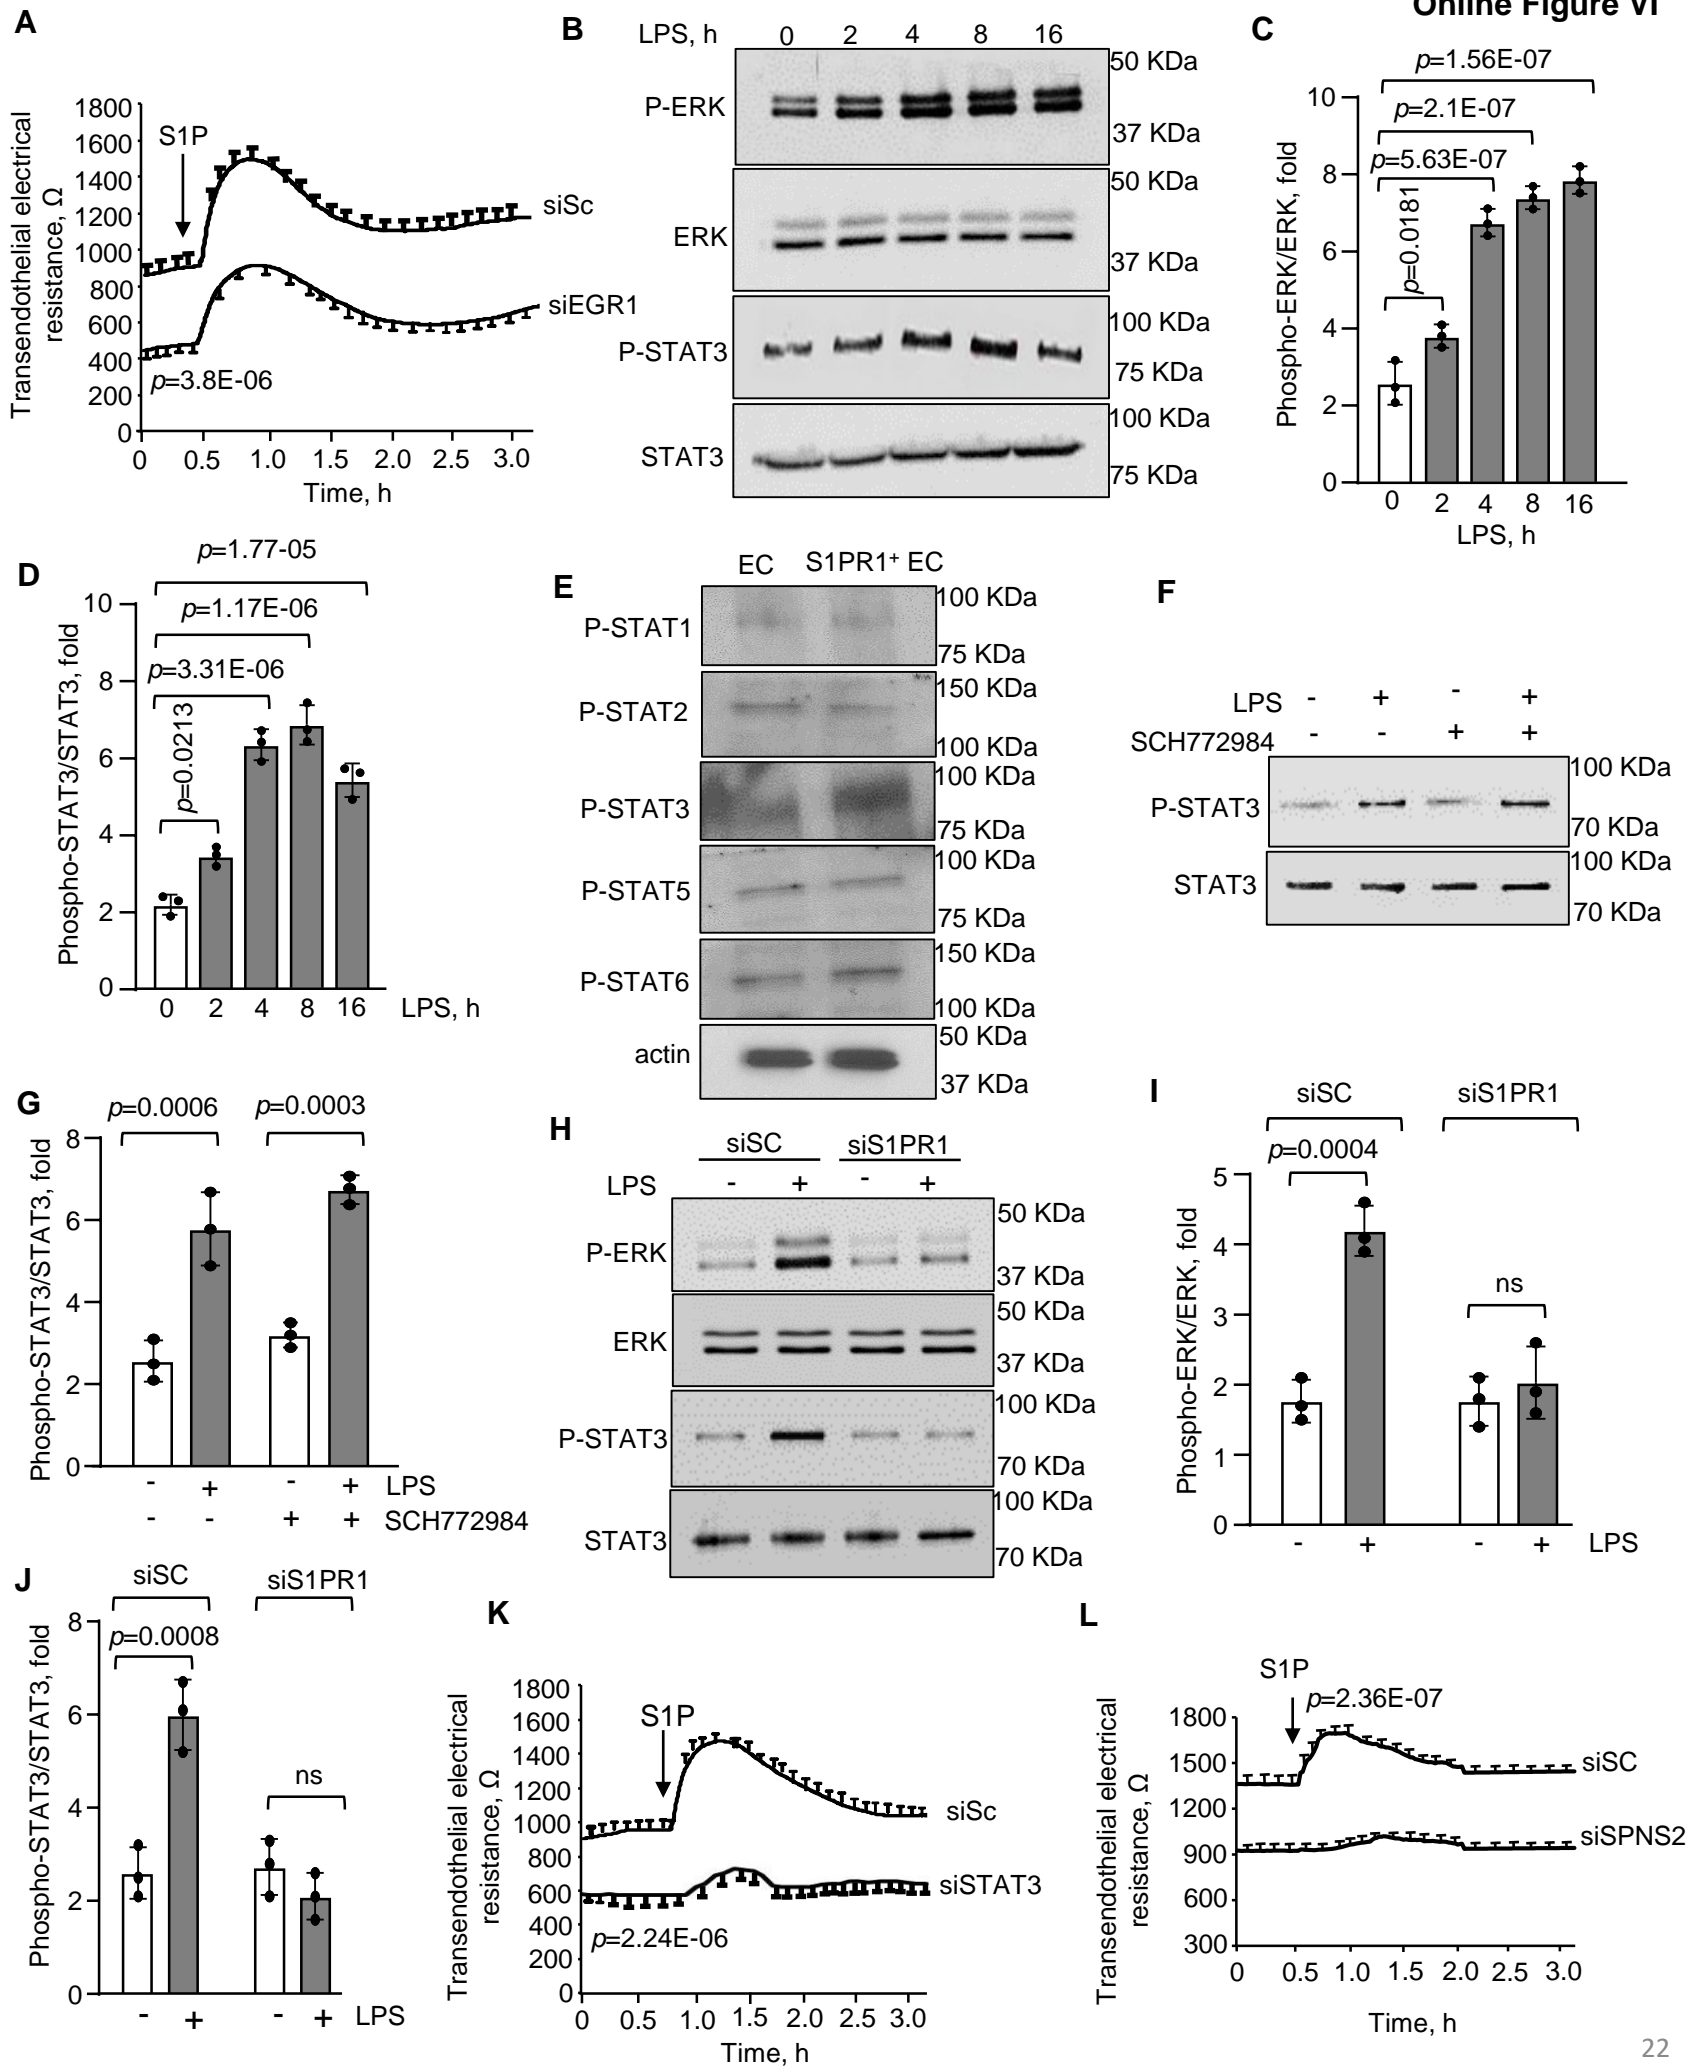 Online Figure VI
A
Transendothelial electrical
resistance, Ω
1800
1600
1400
1200
1000
800
600
400
200
0
S1P
siSc
siEGR1
p=3.8E-06
0 0.5 1.0 1.5 2.0 2.5 3.0
Time, h
B
LPS, h 0 2 4 8 16
P-ERK
50 KDa
37 KDa
ERK
50 KDa
37 KDa
P-STAT3
100 KDa
75 KDa
STAT3
100 KDa
75 KDa
C
p=1.56E-07
p=2.1E-07
p=5.63E-07
p=0.0181
Phospho-ERK/ERK, fold
10
8
6
4
2
0
0 2 4 8 16
LPS, h
D
p=1.77-05
p=1.17E-06
p=3.31E-06
p=0.0213
Phospho-STAT3/STAT3, fold
10
8
6
4
2
0
0 2 4 8 16 LPS, h
E
EC S1PR1+ EC
P-STAT1
100 KDa
75 KDa
P-STAT2
150 KDa
100 KDa
P-STAT3
100 KDa
75 KDa
P-STAT5
100 KDa
75 KDa
P-STAT6
150 KDa
100 KDa
actin
50 KDa
37 KDa
F
LPS - + - +
SCH772984 - - + +
P-STAT3
100 KDa
70 KDa
STAT3
100 KDa
70 KDa
G
p=0.0006 p=0.0003
Phospho-STAT3/STAT3, fold
8
6
4
2
0
- + - + LPS
- - + + SCH772984
H
siSC siS1PR1
LPS - + - +
P-ERK
50 KDa
37 KDa
ERK
50 KDa
37 KDa
P-STAT3
100 KDa
70 KDa
STAT3
100 KDa
70 KDa
I
siSC siS1PR1
p=0.0004
ns
Phospho-ERK/ERK, fold
5
4
3
2
1
0
- + - + LPS
J
siSC siS1PR1
p=0.0008
ns
Phospho-STAT3/STAT3, fold
8
6
4
2
0
- + - + LPS
K
Transendothelial electrical
resistance, Ω
1800
1600
1400
1200
1000
800
600
400
200
0
S1P
siSc
siSTAT3
p=2.24E-06
0 0.5 1.0 1.5 2.0 2.5 3.0
Time, h
L
Transendothelial electrical
resistance, Ω
S1P
p=2.36E-07
1800
1500
1200
900
600
300
siSC
siSPNS2
0 0.5 1.0 1.5 2.0 2.5 3.0
Time, h
22